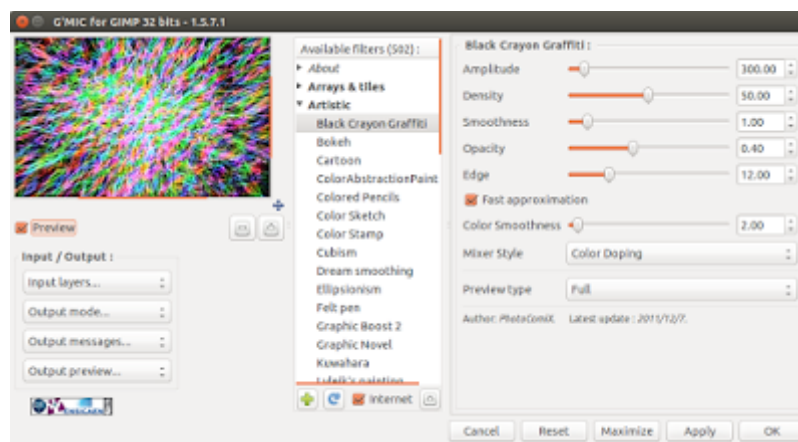 G'MIC for GIMP 32 bits - 1.5.7.1
Preview
Input / Output :
Input layers...
Output mode...
Output messages...
Output preview...
Available filters (502) :
About
Arrays & tiles
Artistic
Black Crayon Graffiti
Bokeh
Cartoon
ColorAbstractionPaint
Colored Pencils
Color Sketch
Color Stamp
Cubism
Dream smoothing
Ellipsionism
Felt pen
Graphic Boost 2
Graphic Novel
Kuwahara
Lylejk's painting
Internet
Black Crayon Graffiti :
Amplitude 300.00
Density 50.00
Smoothness 1.00
Opacity 0.40
Edge 12.00
Fast approximation
Color Smoothness 2.00
Mixer Style Color Doping
Preview type Full
Author: PhotoComiX. Latest update : 2011/12/7.
Cancel Reset Maximize Apply OK